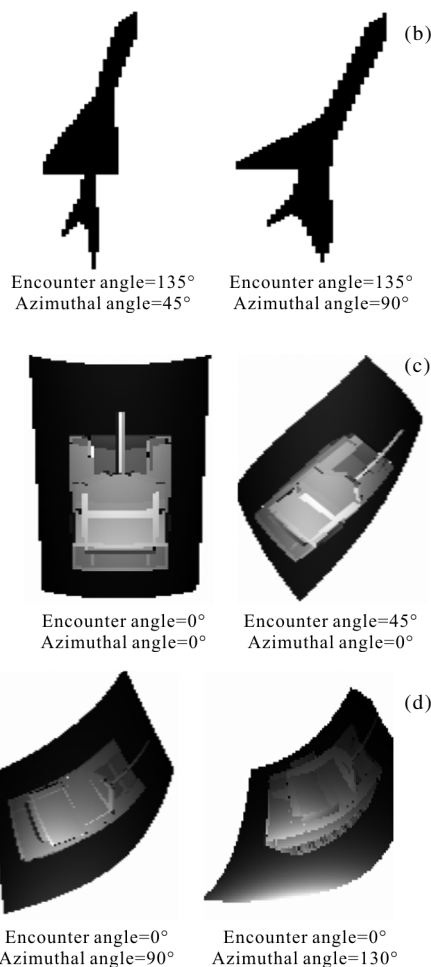 (b)
Encounter angle=135° Encounter angle=135°
Azimuthal angle=45° Azimuthal angle=90°
(c)
Encounter angle=0° Encounter angle=45°
Azimuthal angle=0° Azimuthal angle=0°
(d)
Encounter angle=0° Encounter angle=0°
Azimuthal angle=90° Azimuthal angle=130°